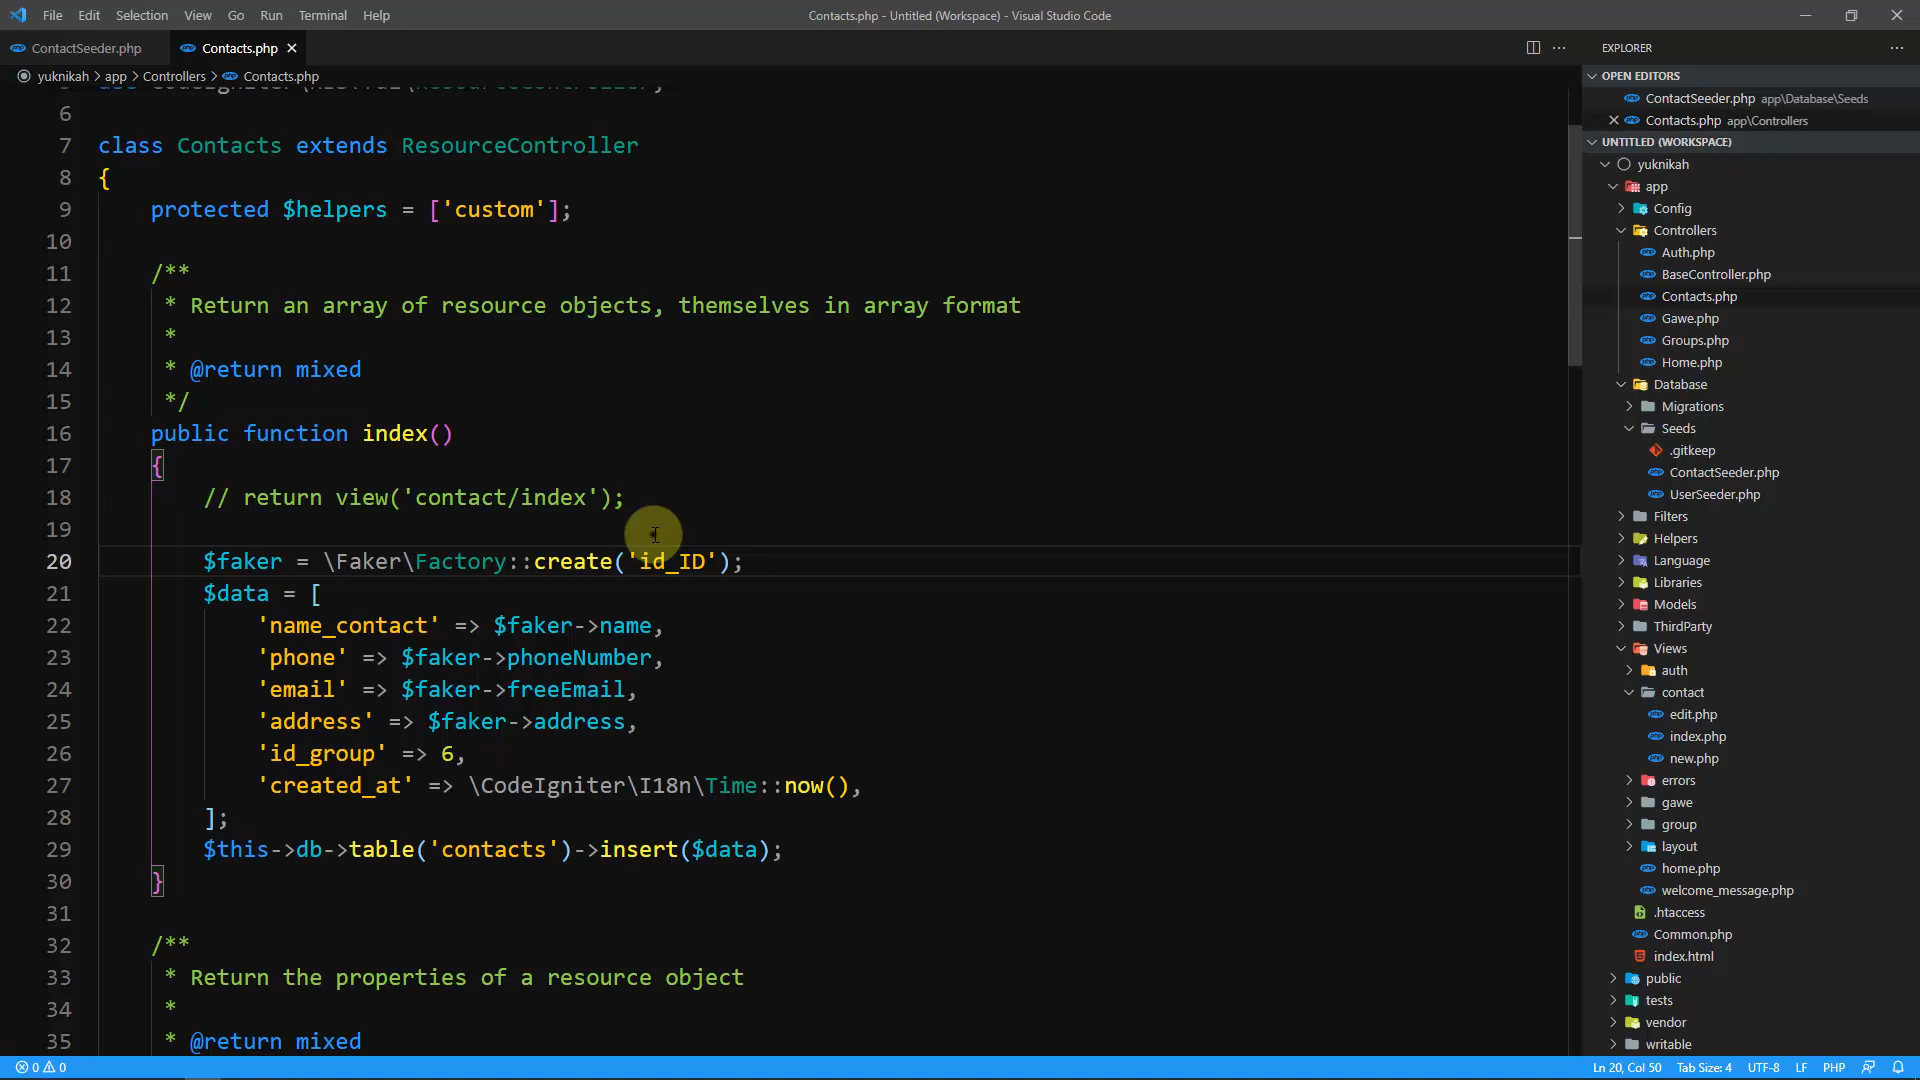 File Edit Selection View Go Run Terminal Help
Contacts.php - Untitled (Workspace) - Visual Studio Code
ContactSeeder.php
Contacts.php
yuknikah > app > Controllers > Contacts.php
6
7 class Contacts extends ResourceController
8 {
9 protected $helpers = ['custom'];
10
11 /**
12 * Return an array of resource objects, themselves in array format
13 *
14 * @return mixed
15 */
16 public function index()
17 {
18 // return view('contact/index');
19
20 $faker = \Faker\Factory::create('id_ID');
21 $data = [
22 'name_contact' => $faker->name,
23 'phone' => $faker->phoneNumber,
24 'email' => $faker->freeEmail,
25 'address' => $faker->address,
26 'id_group' => 6,
27 'created_at' => \CodeIgniter\I18n\Time::now(),
28 ];
29 $this->db->table('contacts')->insert($data);
30 }
31
32 /**
33 * Return the properties of a resource object
34 *
35 * @return mixed
EXPLORER
OPEN EDITORS
ContactSeeder.php app\Database\Seeds
Contacts.php app\Controllers
UNTITLED (WORKSPACE)
yuknikah
app
Config
Controllers
Auth.php
BaseController.php
Contacts.php
Gawe.php
Groups.php
Home.php
Database
Migrations
Seeds
.gitkeep
ContactSeeder.php
UserSeeder.php
Filters
Helpers
Language
Libraries
Models
ThirdParty
Views
auth
contact
edit.php
index.php
new.php
errors
gawe
group
layout
home.php
welcome_message.php
.htaccess
Common.php
index.html
public
tests
vendor
writable
0 0
Ln 20, Col 50 Tab Size: 4 UTF-8 LF PHP